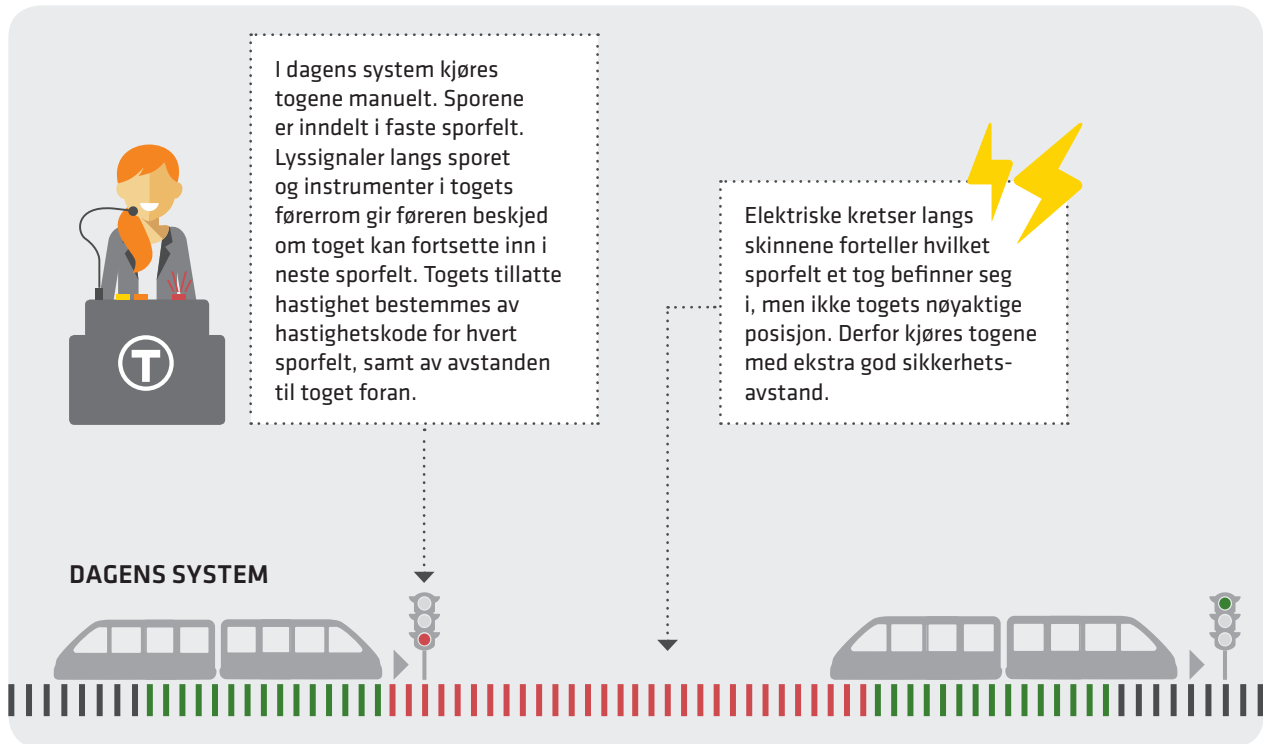 I dagens system kjøres
togene manuelt. Sporene
er inndelt i faste sporfelt.
Lyssignaler langs sporet
og instrumenter i togets
førerrom gir føreren beskjed
om toget kan fortsette inn i
neste sporfelt. Togets tillatte
hastighet bestemmes av
hastighetskode for hvert
sporfelt, samt av avstanden
til toget foran.
Elektriske kretser langs
skinnene forteller hvilket
sporfelt et tog befinner seg
i, men ikke togets nøyaktige
posisjon. Derfor kjøres togene
med ekstra god sikkerhets-
avstand.
T
DAGENS SYSTEM